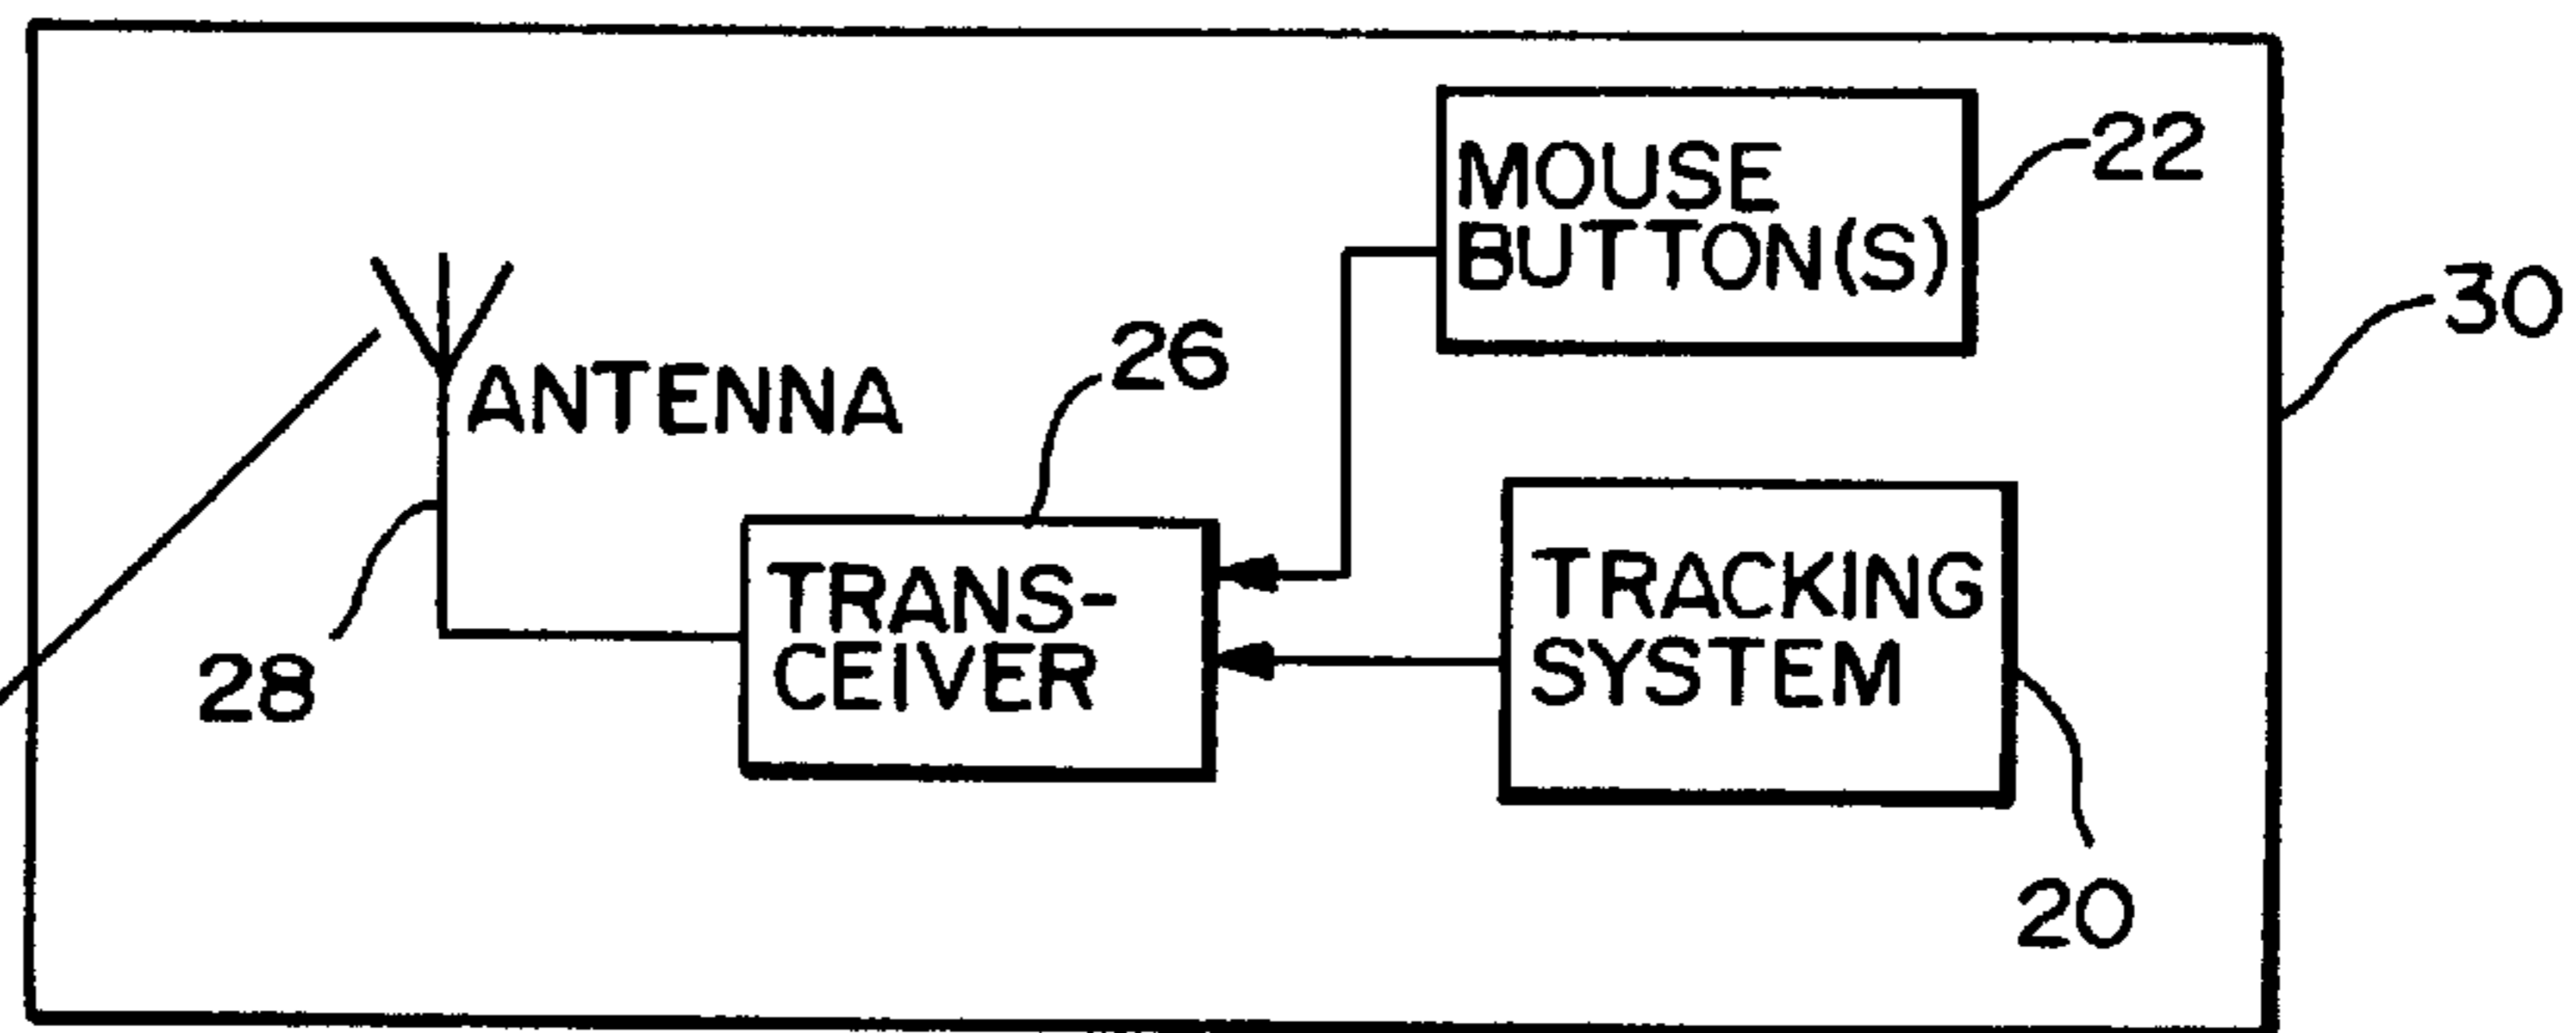 MOUSE
BUTTON(S)
22
30
26
ANTENNA
28
TRANS-
CEIVER
TRACKING
SYSTEM
20